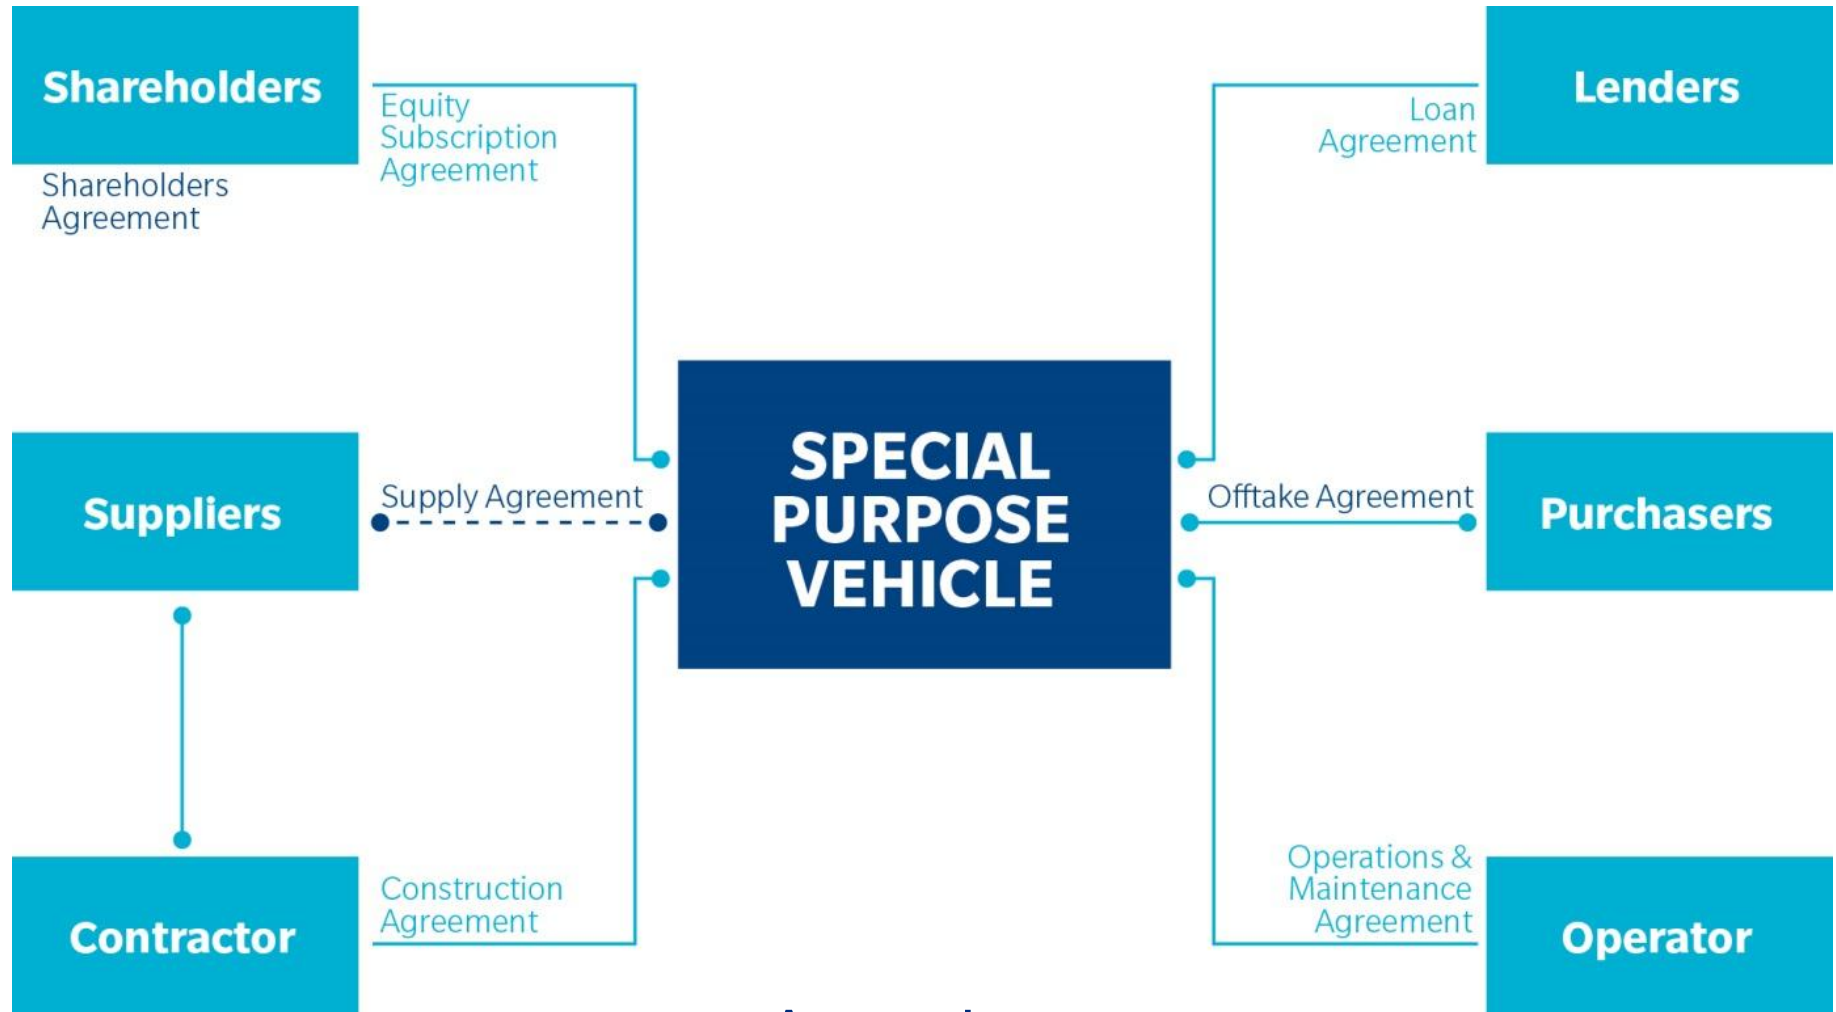 Shareholders
Shareholders
Agreement
Equity
Subscription
Agreement
Lenders
Loan
Agreement
Suppliers
Supply Agreement
SPECIAL
PURPOSE
VEHICLE
Offtake Agreement
Purchasers
Contractor
Construction
Agreement
Operations &
Maintenance
Agreement
Operator